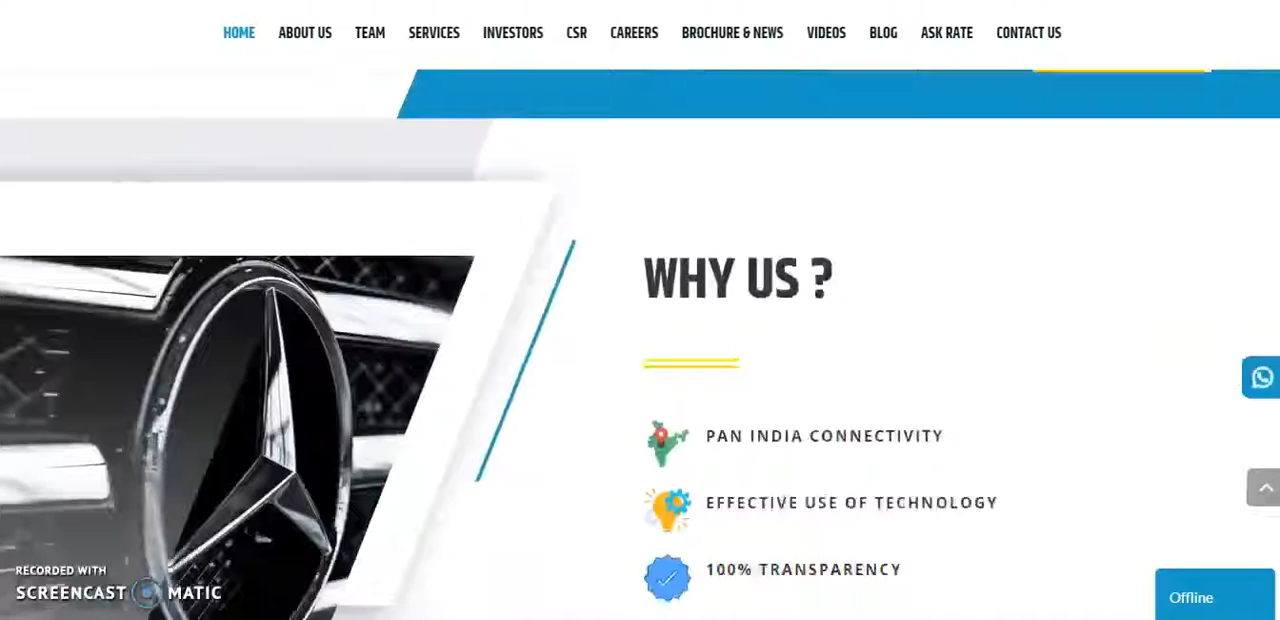 HOME ABOUT US TEAM SERVICES INVESTORS CSR CAREERS BROCHURE & NEWS VIDEOS BLOG ASK RATE CONTACT US
WHY US ?
PAN INDIA CONNECTIVITY
EFFECTIVE USE OF TECHNOLOGY
100% TRANSPARENCY
RECORDED WITH
SCREENCAST MATIC
Offline